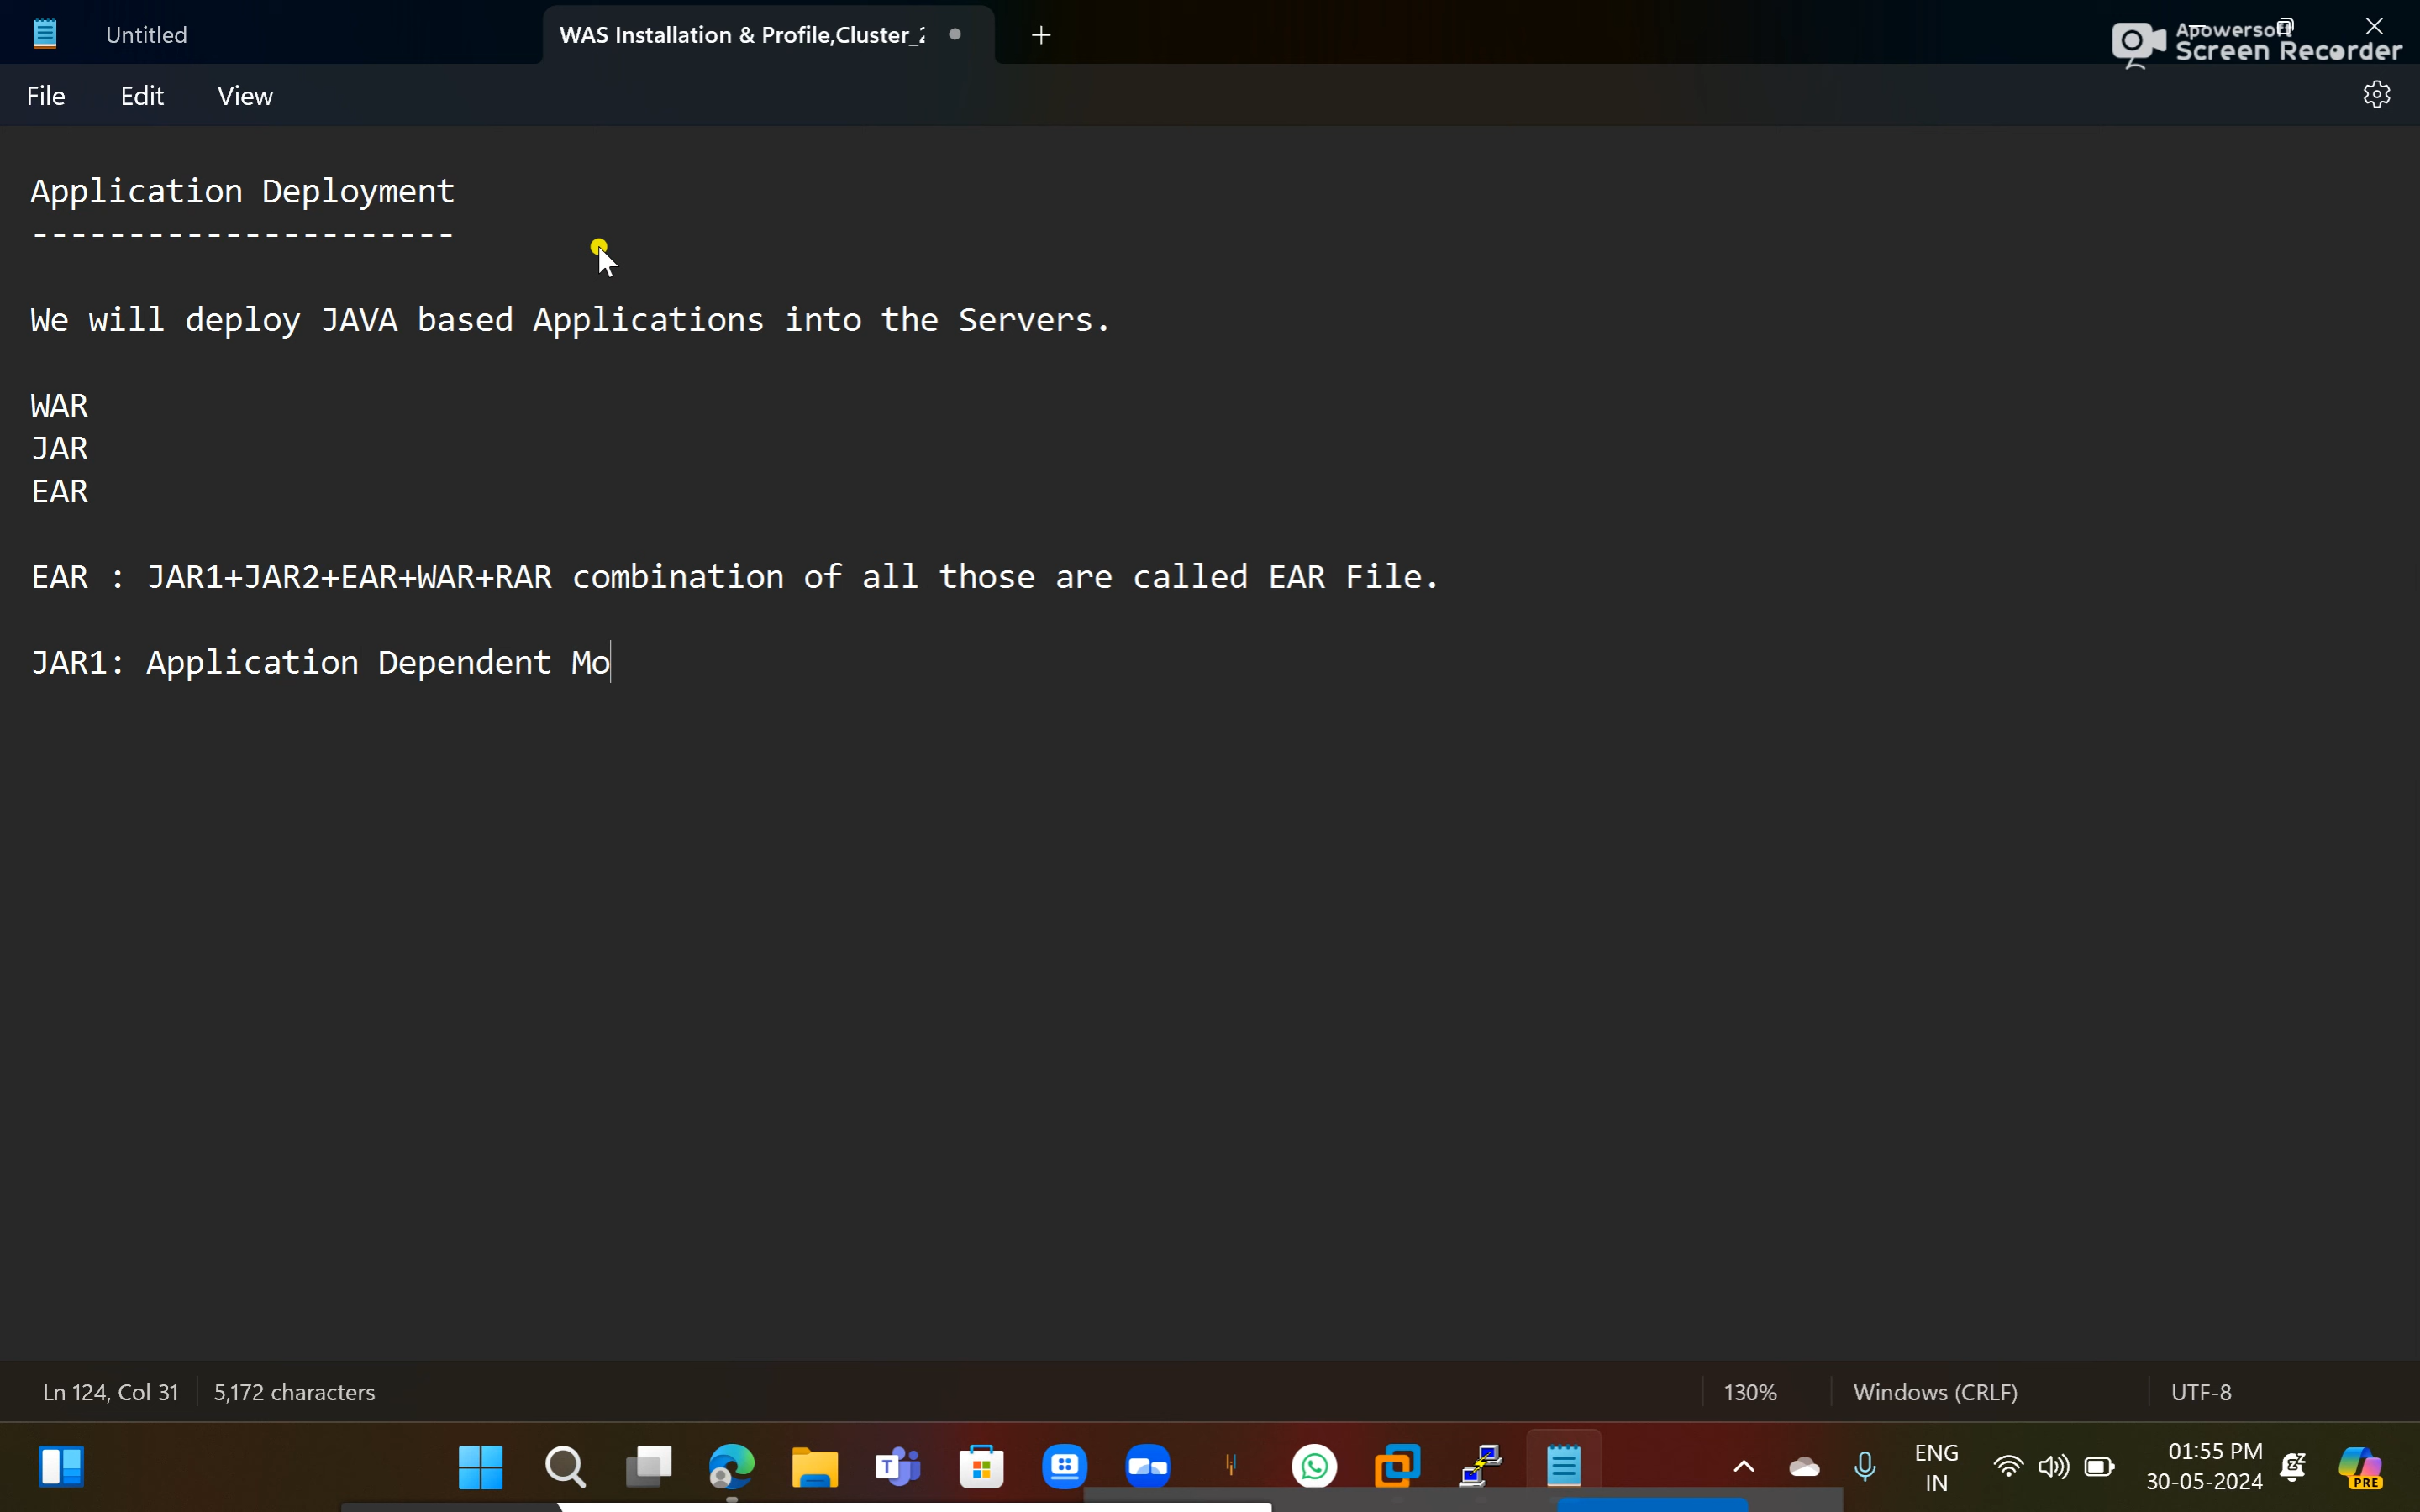 Untitled
WAS Installation & Profile,Cluster_2
Apowersoft
Screen Recorder
File Edit View
Application Deployment
----------------------
We will deploy JAVA based Applications into the Servers.
WAR
JAR
EAR
EAR : JAR1+JAR2+EAR+WAR+RAR combination of all those are called EAR File.
JAR1: Application Dependent Mo
Ln 124, Col 31 5,172 characters 130% Windows (CRLF) UTF-8
ENG
IN
01:55 PM
30-05-2024
PRE